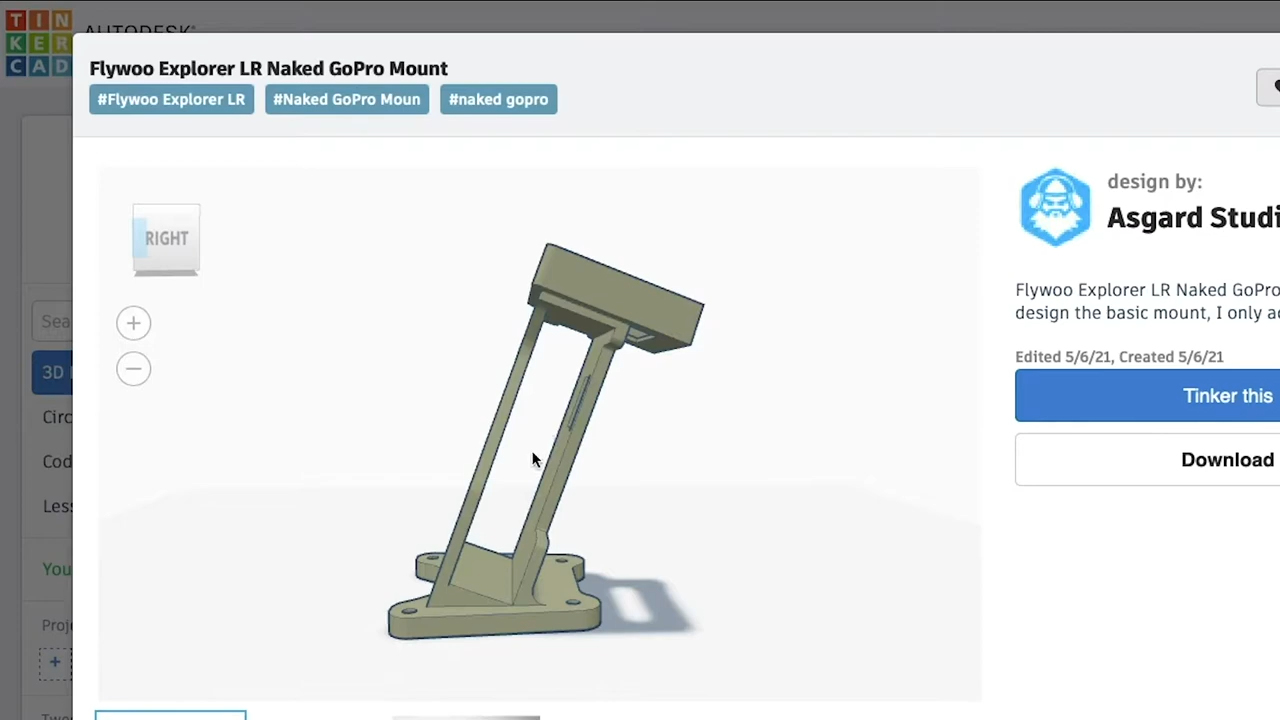 TIN
KER
CAD
AUTODESK®
Flywoo Explorer LR Naked GoPro Mount
#Flywoo Explorer LR #Naked GoPro Moun #naked gopro
RIGHT
design by:
Asgard Studi
Flywoo Explorer LR Naked GoPro
design the basic mount, I only
Edited 5/6/21, Created 5/6/21
Tinker this
Download
Sea
3D
Circ
Cod
Less
You
Proje
+